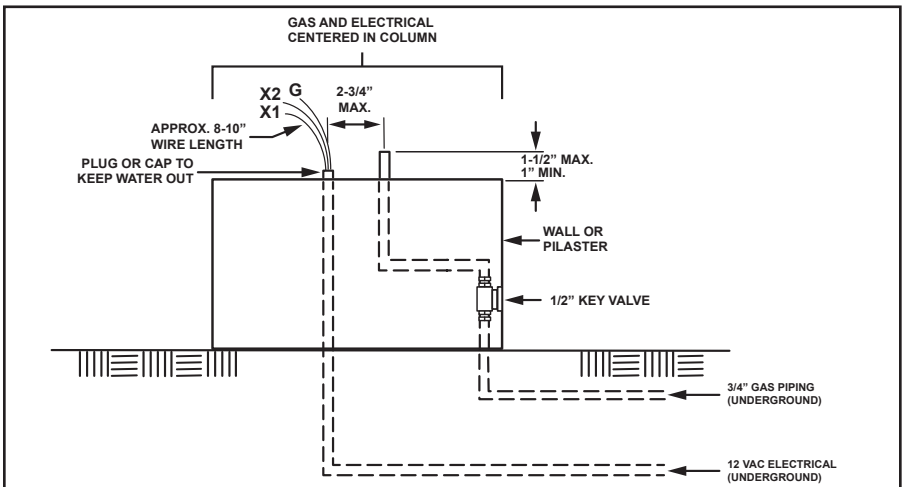 GAS AND ELECTRICAL
CENTERED IN COLUMN
X2 G
X1
2-3/4”
MAX.
APPROX. 8-10”
WIRE LENGTH
PLUG OR CAP TO
KEEP WATER OUT
1-1/2” MAX.
1” MIN.
WALL OR
PILASTER
1/2” KEY VALVE
3/4” GAS PIPING
(UNDERGROUND)
12 VAC ELECTRICAL
(UNDERGROUND)